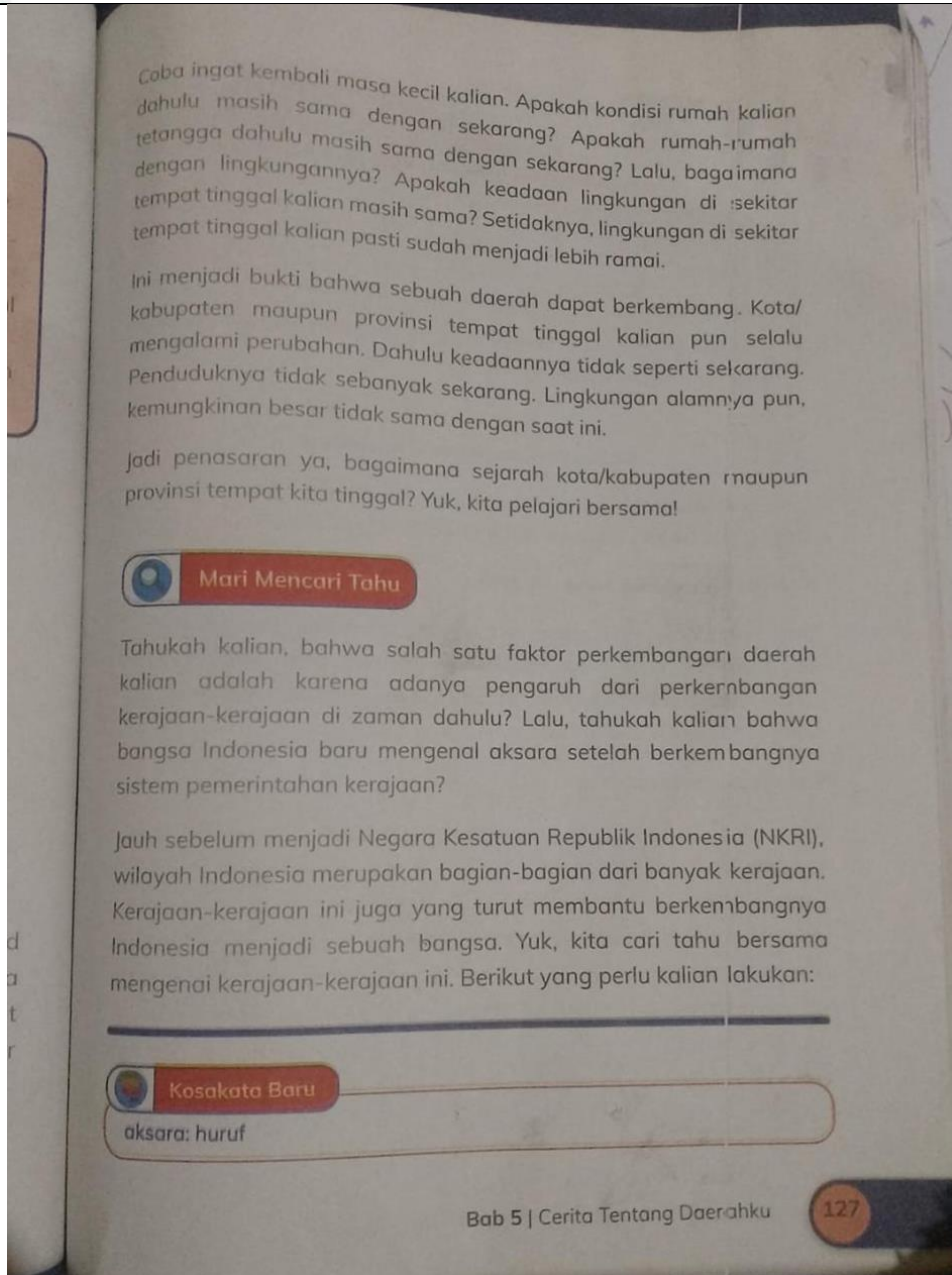 Coba ingat kembali masa kecil kalian. Apakah kondisi rumah kalian
dahulu masih sama dengan sekarang? Apakah rumah-rumah
tetangga dahulu masih sama dengan sekarang? Lalu, bagaimana
dengan lingkungannya? Apakah keadaan lingkungan di sekitar
tempat tinggal kalian masih sama? Setidaknya, lingkungan di sekitar
tempat tinggal kalian pasti sudah menjadi lebih ramai.
Ini menjadi bukti bahwa sebuah daerah dapat berkembang. Kota/
kabupaten maupun provinsi tempat tinggal kalian pun selalu
mengalami perubahan. Dahulu keadaannya tidak seperti sekarang.
Penduduknya tidak sebanyak sekarang. Lingkungan alamnya pun,
kemungkinan besar tidak sama dengan saat ini.
Jadi penasaran ya, bagaimana sejarah kota/kabupaten maupun
provinsi tempat kita tinggal? Yuk, kita pelajari bersama!
Mari Mencari Tahu
Tahukah kalian, bahwa salah satu faktor perkembangan daerah
kalian adalah karena adanya pengaruh dari perkembangan
kerajaan-kerajaan di zaman dahulu? Lalu, tahukah kalian bahwa
bangsa Indonesia baru mengenal aksara setelah berkembangnya
sistem pemerintahan kerajaan?
Jauh sebelum menjadi Negara Kesatuan Republik Indonesia (NKRI),
wilayah Indonesia merupakan bagian-bagian dari banyak kerajaan.
Kerajaan-kerajaan ini juga yang turut membantu berkembangnya
Indonesia menjadi sebuah bangsa. Yuk, kita cari tahu bersama
mengenai kerajaan-kerajaan ini. Berikut yang perlu kalian lakukan:
Kosakata Baru
aksara: huruf
Bab 5 | Cerita Tentang Daerahku 127